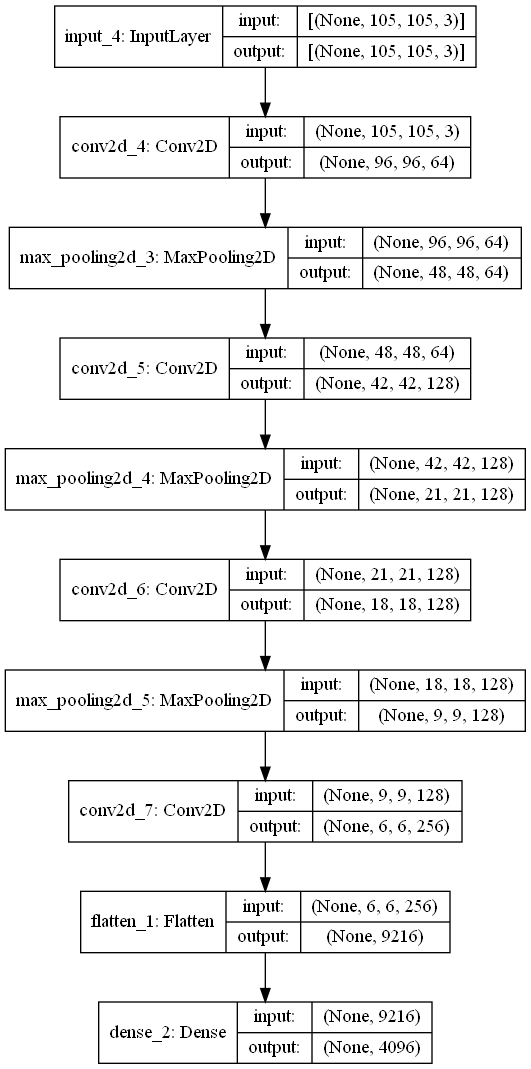 input_4: InputLayer
input:
[(None, 105, 105, 3)]
output:
[(None, 105, 105, 3)]
conv2d_4: Conv2D
input:
(None, 105, 105, 3)
output:
(None, 96, 96, 64)
max_pooling2d_3: MaxPooling2D
input:
(None, 96, 96, 64)
output:
(None, 48, 48, 64)
conv2d_5: Conv2D
input:
(None, 48, 48, 64)
output:
(None, 42, 42, 128)
max_pooling2d_4: MaxPooling2D
input:
(None, 42, 42, 128)
output:
(None, 21, 21, 128)
conv2d_6: Conv2D
input:
(None, 21, 21, 128)
output:
(None, 18, 18, 128)
max_pooling2d_5: MaxPooling2D
input:
(None, 18, 18, 128)
output:
(None, 9, 9, 128)
conv2d_7: Conv2D
input:
(None, 9, 9, 128)
output:
(None, 6, 6, 256)
flatten_1: Flatten
input:
(None, 6, 6, 256)
output:
(None, 9216)
dense_2: Dense
input:
(None, 9216)
output:
(None, 4096)